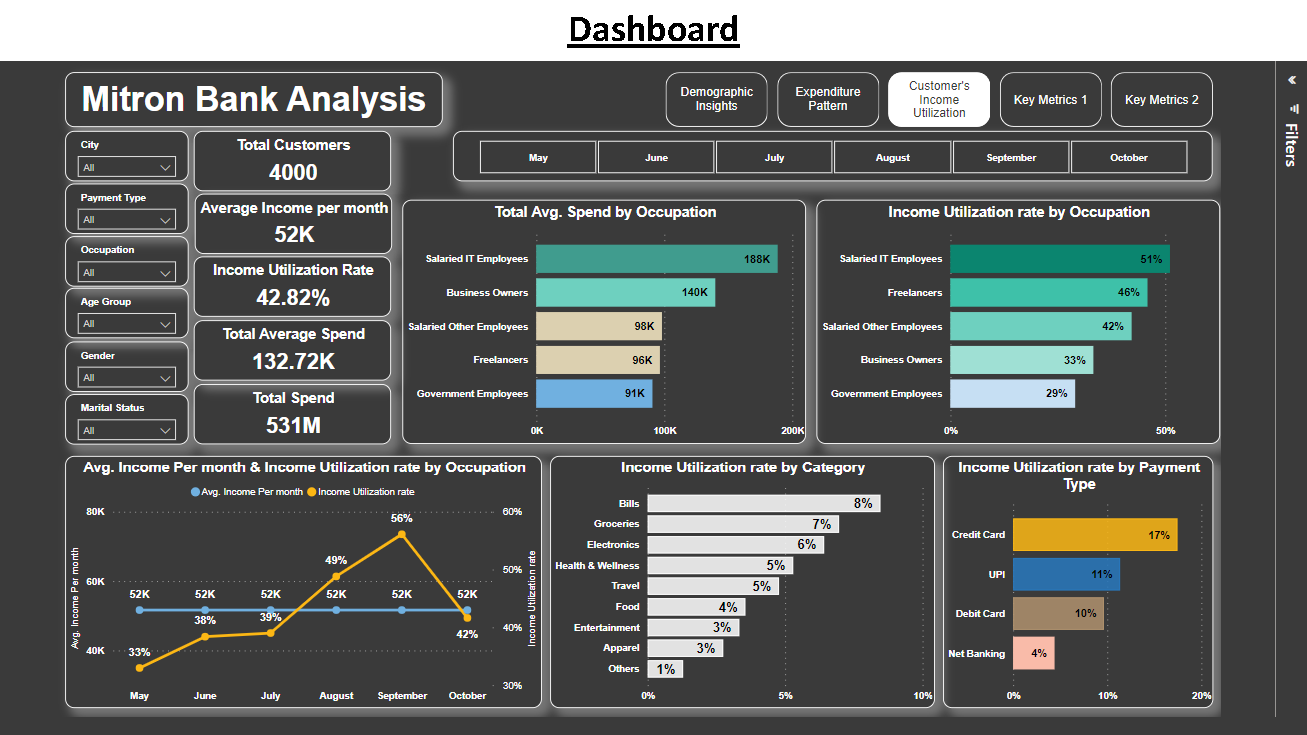 Dashboard
Mitron Bank Analysis
Demographic
Insights
Expenditure
Pattern
Customer's
Income
Utilization
Key Metrics 1
Key Metrics 2
Filters
City
All
Payment Type
All
Occupation
All
Age Group
All
Gender
All
Marital Status
All
Total Customers
4000
Average Income per month
52K
Income Utilization Rate
42.82%
Total Average Spend
132.72K
Total Spend
531M
May June July August September October
Total Avg. Spend by Occupation
Salaried IT Employees 188K
Business Owners 140K
Salaried Other Employees 98K
Freelancers 96K
Government Employees 91K
0K 100K 200K
Income Utilization rate by Occupation
Salaried IT Employees 51%
Freelancers 46%
Salaried Other Employees 42%
Business Owners 33%
Government Employees 29%
0% 50%
Avg. Income Per month & Income Utilization rate by Occupation
Avg. Income Per month Income Utilization rate
Avg. Income Per month
80K
60K
40K
52K 52K 52K 52K 52K 52K
33% 38% 39% 49% 56% 42%
60%
50%
40%
30%
Income Utilization rate
May June July August September October
Income Utilization rate by Category
Bills 8%
Groceries 7%
Electronics 6%
Health & Wellness 5%
Travel 5%
Food 4%
Entertainment 3%
Apparel 3%
Others 1%
0% 5% 10%
Income Utilization rate by Payment
Type
Credit Card 17%
UPI 11%
Debit Card 10%
Net Banking 4%
0% 10% 20%